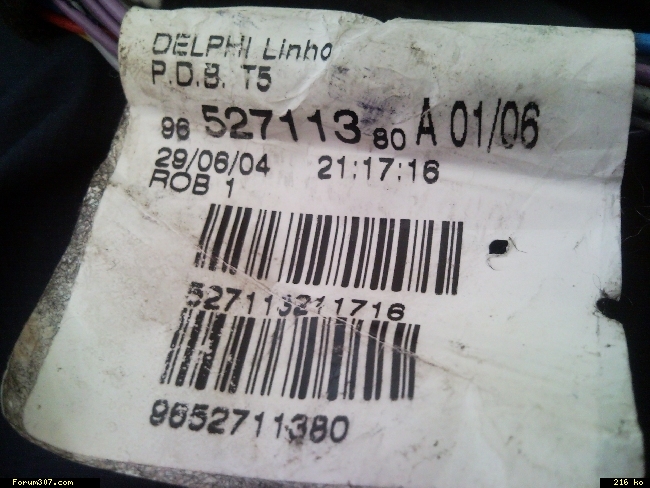 DELPHI Linho
P.D.B. T5
96 527113 80 A 01/06
29/06/04 21:17:16
ROB 1
527113211716
9652711380
Forum307.com 216 ko